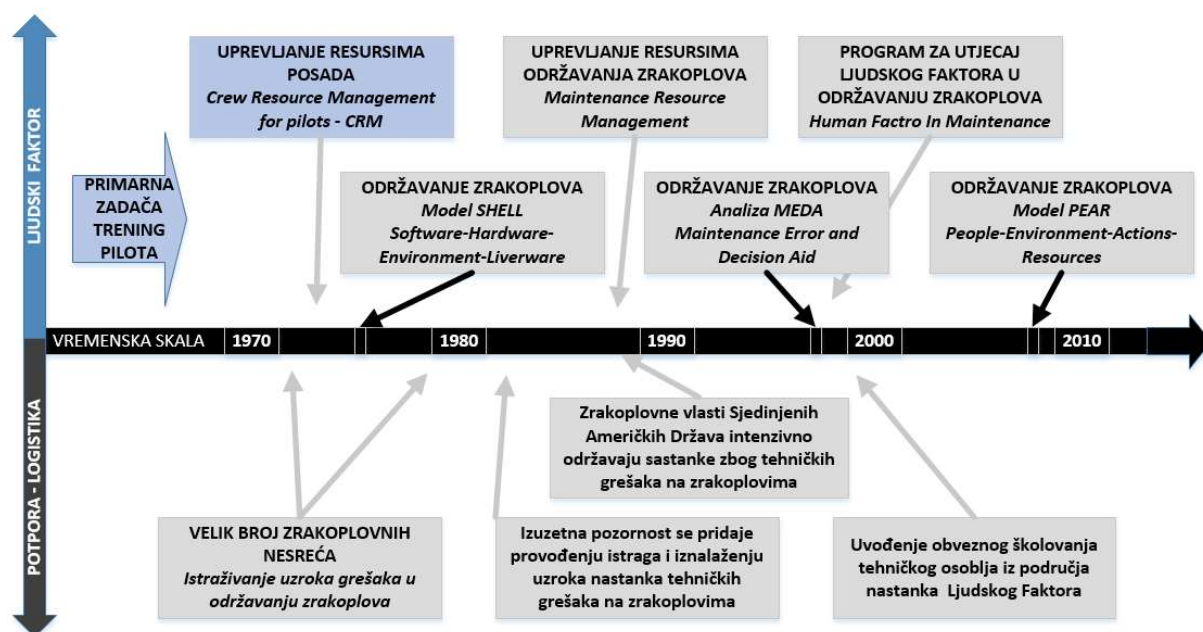 LJUDSKI FAKTOR
POTPORA - LOGISTIKA
UPREVLJANJE RESURSIMA
POSADA
Crew Resource Management
for pilots - CRM
UPREVLJANJE RESURSIMA
ODRŽAVANJA ZRAKOPLOVA
Maintenance Resource
Management
PROGRAM ZA UTJECAJ
LJUDSKOG FAKTORA U
ODRŽAVANJU ZRAKOPLOVA
Human Factro In Maintenance
PRIMARNA
ZADAČA
TRENING
PILOTA
ODRŽAVANJE ZRAKOPLOVA
Model SHELL
Software-Hardware-
Environment-Liverware
ODRŽAVANJE ZRAKOPLOVA
Analiza MEDA
Maintenance Error and
Decision Aid
ODRŽAVANJE ZRAKOPLOVA
Model PEAR
People-Environment-Actions-
Resources
VREMENSKA SKALA 1970 1980 1990 2000 2010
Zrakoplovne vlasti Sjedinjenih
Američkih Država intenzivno
održavaju sastanke zbog tehničkih
grešaka na zrakoplovima
VELIK BROJ ZRAKOPLOVNIH
NESREĆA
Istraživanje uzroka grešaka u
održavanju zrakoplova
Izuzetna pozornost se pridaje
provođenju istraga i iznalaženju
uzroka nastanka tehničkih
grešaka na zrakoplovima
Uvođenje obveznog školovanja
tehničkog osoblja iz područja
nastanka Ljudskog Faktora